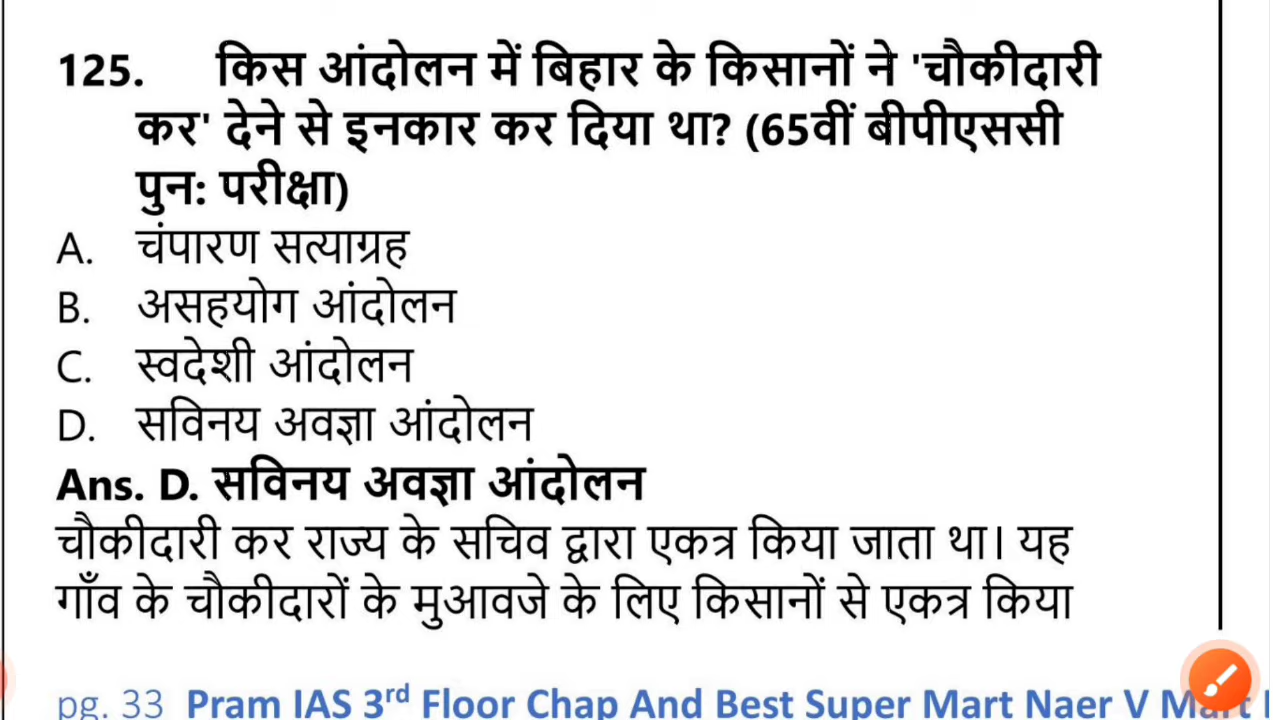 125. किस आंदोलन में बिहार के किसानों ने 'चौकीदारी
कर' देने से इनकार कर दिया था? (65वीं बीपीएससी
पुन: परीक्षा)
A. चंपारण सत्याग्रह
B. असहयोग आंदोलन
C. स्वदेशी आंदोलन
D. सविनय अवज्ञा आंदोलन
Ans. D. सविनय अवज्ञा आंदोलन
चौकीदारी कर राज्य के सचिव द्वारा एकत्र किया जाता था। यह
गाँव के चौकीदारों के मुआवजे के लिए किसानों से एकत्र किया
pg. 33 Pram IAS 3rd Floor Chap And Best Super Mart Naer V Mart